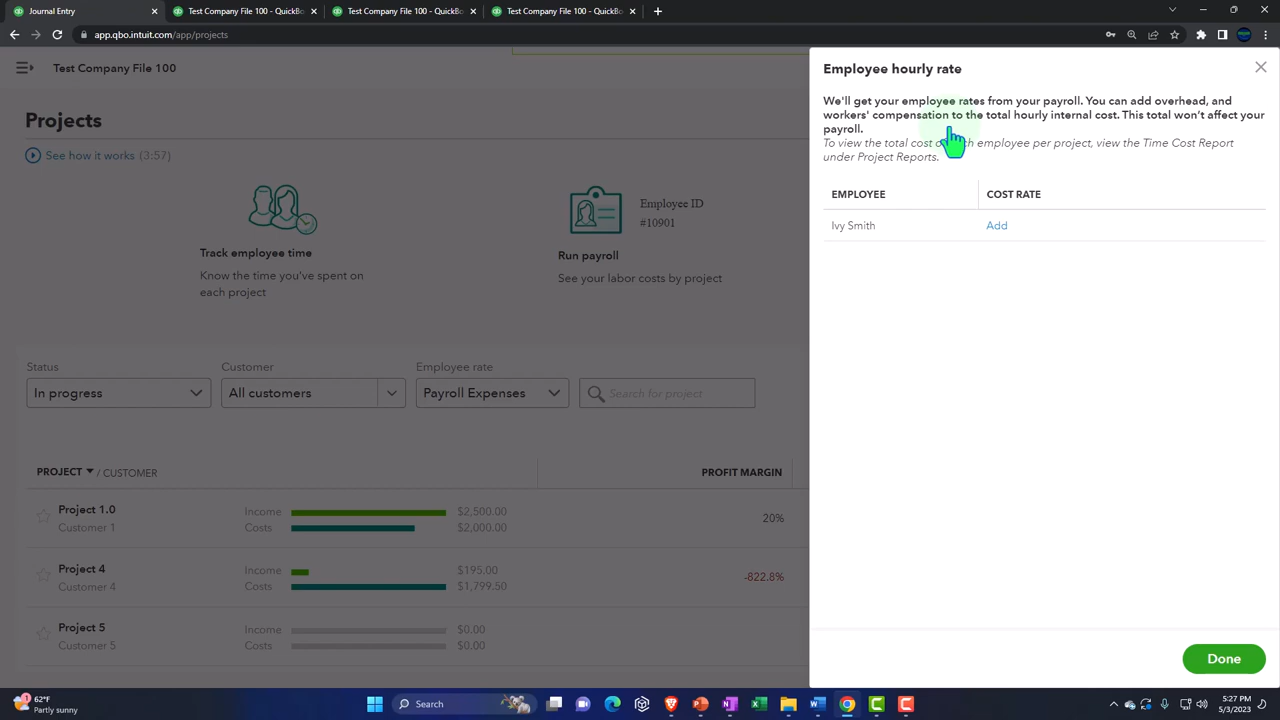 Journal Entry
Test Company File 100 - QuickBo
Test Company File 100 - QuickBo
Test Company File 100 - QuickBo
app.qbo.intuit.com/app/projects
Test Company File 100
Projects
See how it works (3:57)
Employee ID
#10901
Track employee time
Know the time you've spent on
each project
Run payroll
See your labor costs by project
Status
Customer
Employee rate
In progress
All customers
Payroll Expenses
Search for project
PROJECT / CUSTOMER
PROFIT MARGIN
Project 1.0
Customer 1
Income
Costs
$2,500.00
$2,000.00
20%
Project 4
Customer 4
Income
Costs
$195.00
$1,799.50
-822.8%
Project 5
Customer 5
Income
Costs
$0.00
$0.00
Employee hourly rate
We'll get your employee rates from your payroll. You can add overhead, and
workers' compensation to the total hourly internal cost. This total won't affect your
payroll.
To view the total cost employee per project, view the Time Cost Report
under Project Reports.
EMPLOYEE
COST RATE
Ivy Smith
Add
Done
62°F
Partly sunny
Search
5:27 PM
5/3/2023